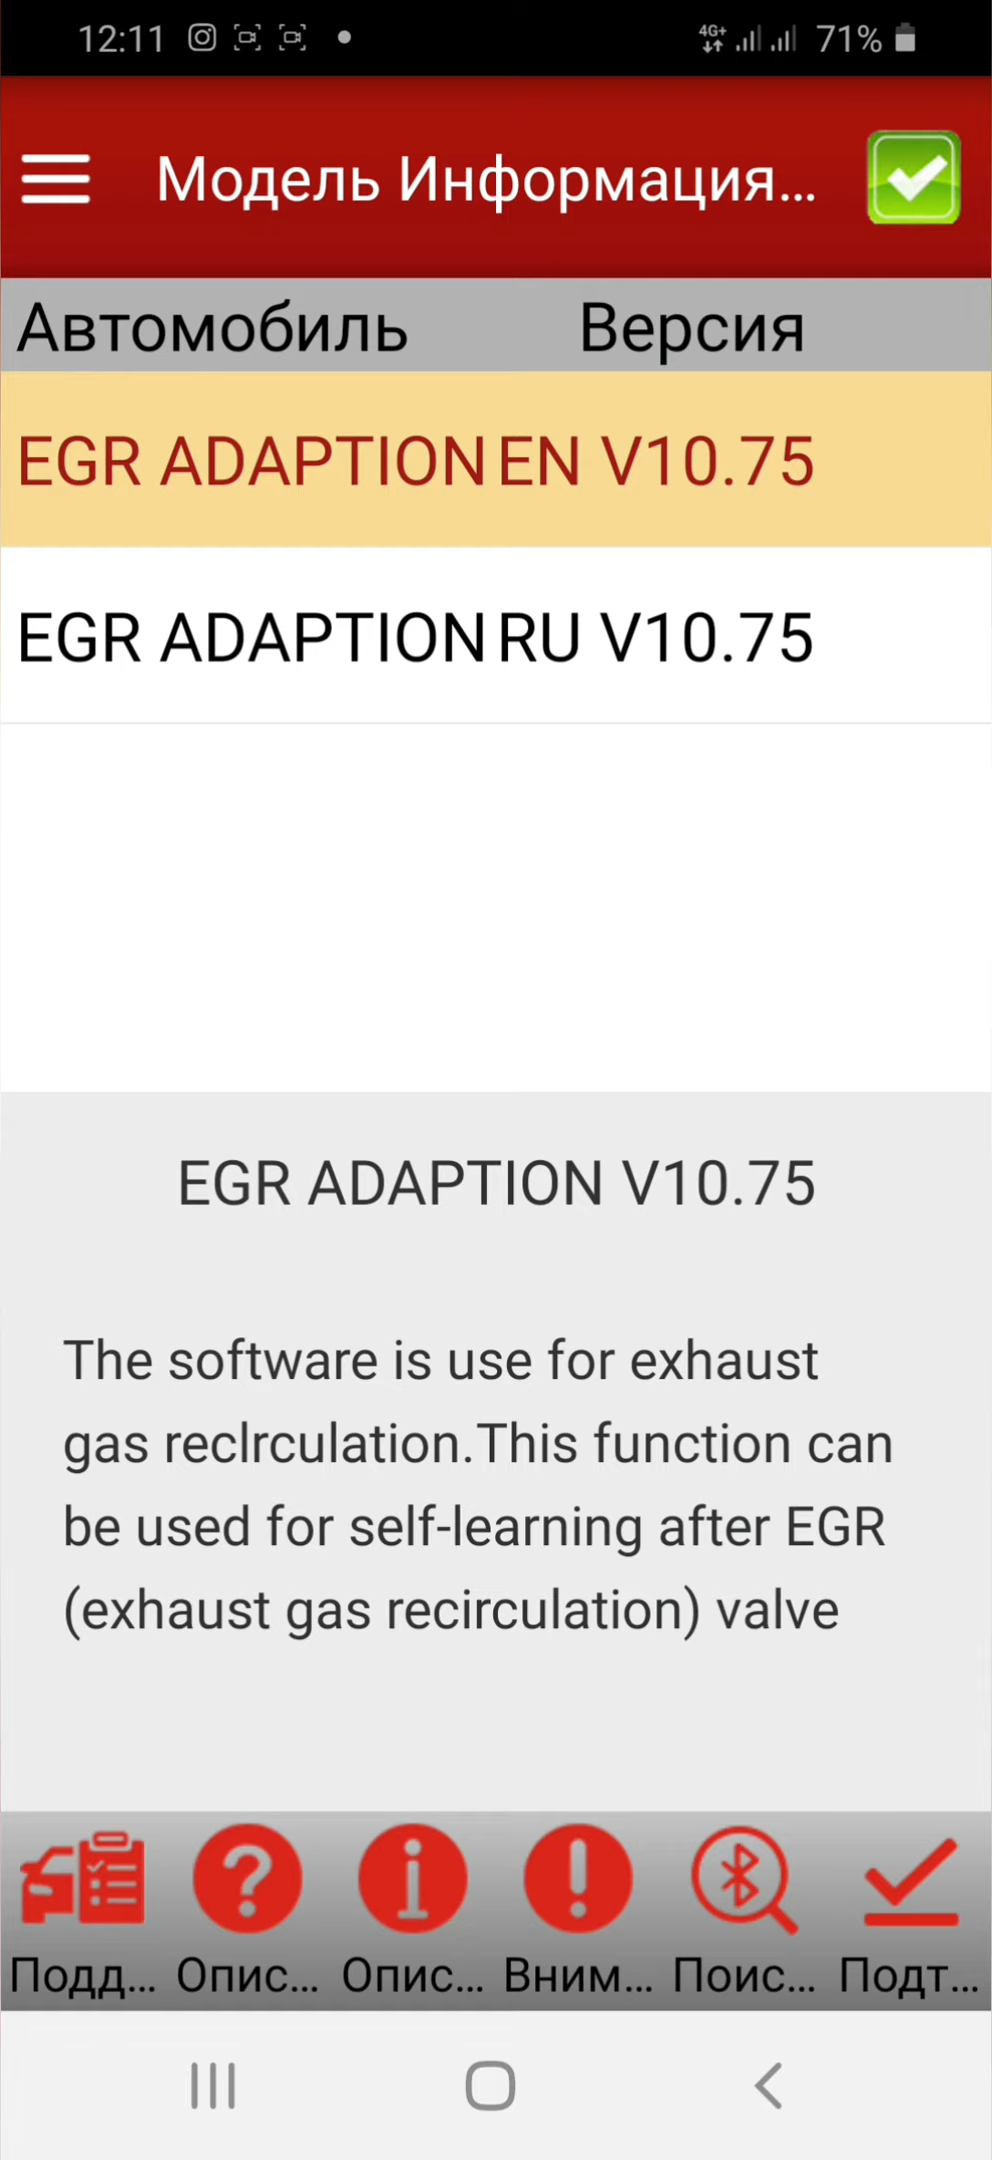 12:11 4G+ 71%
Модель Информация...
Автомобиль Версия
EGR ADAPTION EN V10.75
EGR ADAPTION RU V10.75
EGR ADAPTION V10.75
The software is use for exhaust
gas reclrculation.This function can
be used for self-learning after EGR
(exhaust gas recirculation) valve
Подд... Опис... Опис... Вним... Поис... Подт...